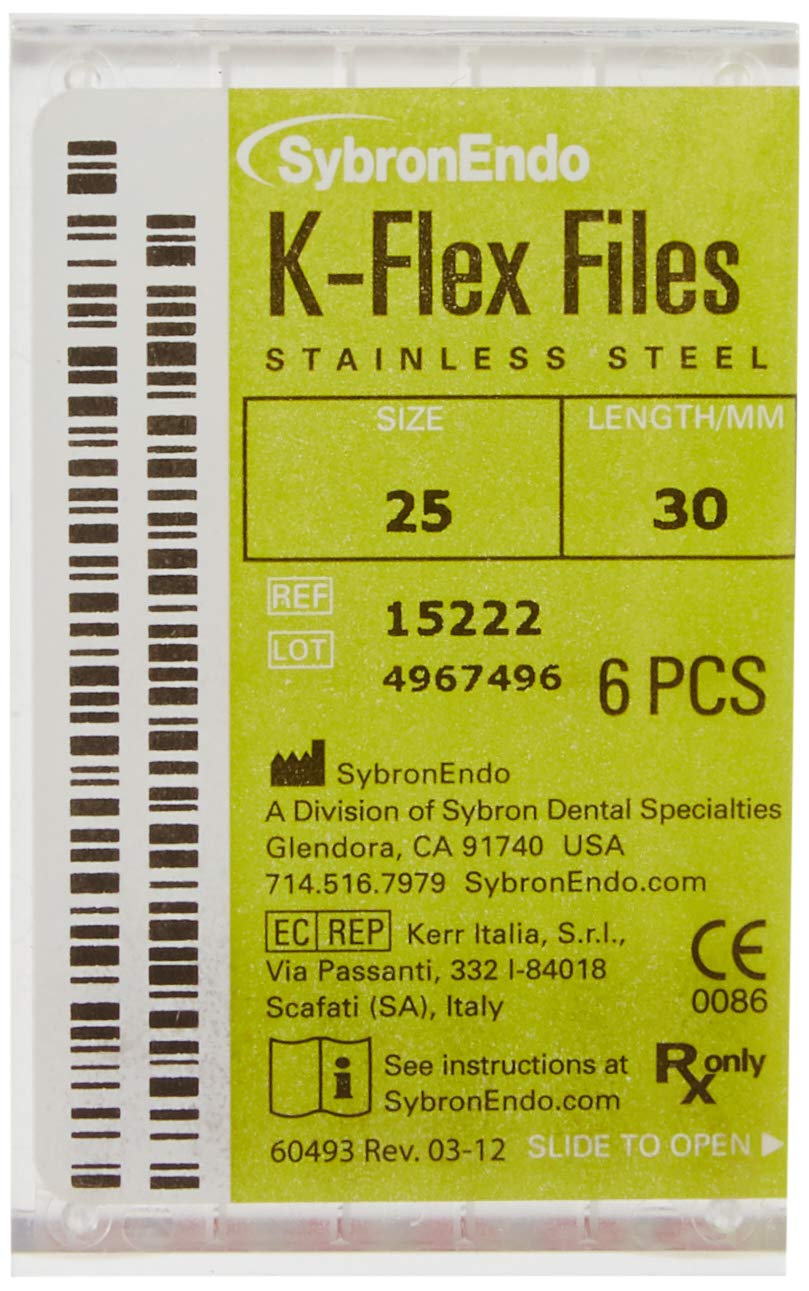 SybronEndo
K-Flex Files
STAINLESS STEEL
SIZE LENGTH/MM
25 30
REF 15222
LOT 4967496 6 PCS
SybronEndo
A Division of Sybron Dental Specialties
Glendora, CA 91740 USA
714.516.7979 SybronEndo.com
EC REP Kerr Italia, S.r.l.,
Via Passanti, 332 I-84018
Scafati (SA), Italy
CE
0086
i See instructions at
SybronEndo.com
Rx only
60493 Rev. 03-12 SLIDE TO OPEN